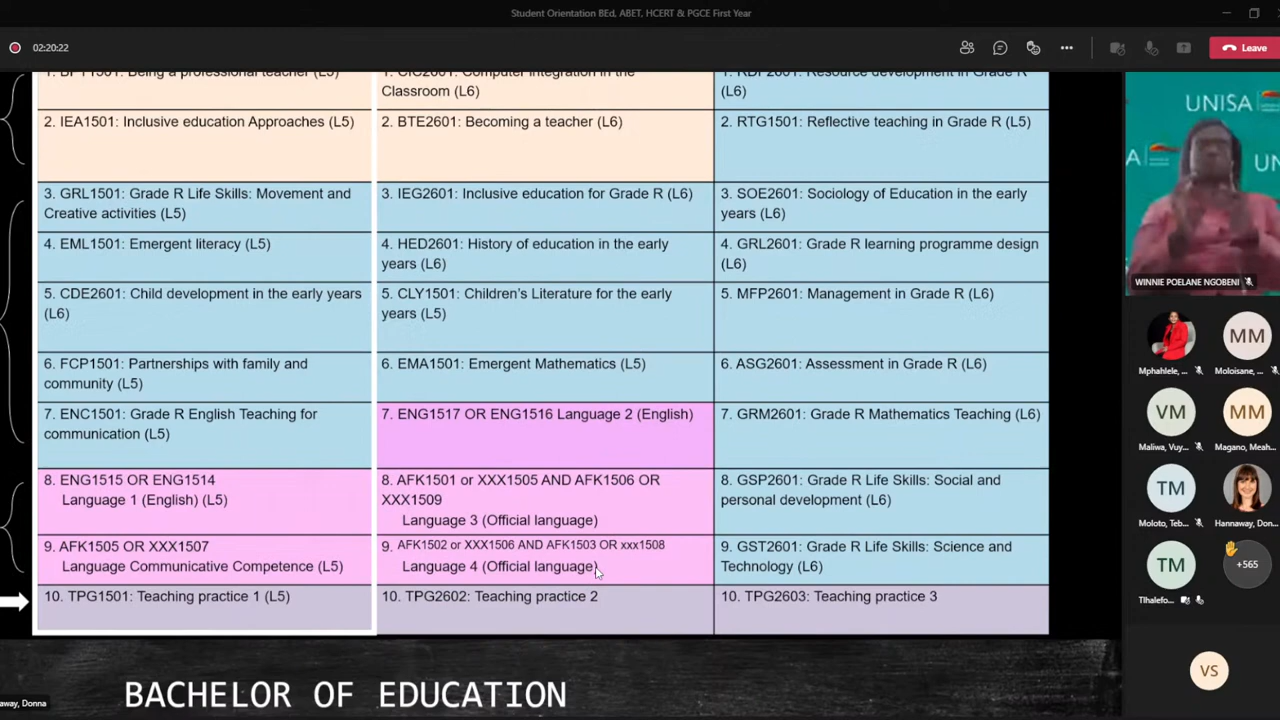 Student Orientation BEd, ABET, HCERT & PGCE First Year
02:20:22
Leave
1. BPT1501: Being a professional teacher (L5)
2. IEA1501: Inclusive education Approaches (L5)
3. GRL1501: Grade R Life Skills: Movement and
Creative activities (L5)
4. EML1501: Emergent literacy (L5)
5. CDE2601: Child development in the early years
(L6)
6. FCP1501: Partnerships with family and
community (L5)
7. ENC1501: Grade R English Teaching for
communication (L5)
8. ENG1515 OR ENG1514
Language 1 (English) (L5)
9. AFK1505 OR XXX1507
Language Communicative Competence (L5)
10. TPG1501: Teaching practice 1 (L5)
1. CIC2601: Computer integration in the
Classroom (L6)
2. BTE2601: Becoming a teacher (L6)
3. IEG2601: Inclusive education for Grade R (L6)
4. HED2601: History of education in the early
years (L6)
5. CLY1501: Children's Literature for the early
years (L5)
6. EMA1501: Emergent Mathematics (L5)
7. ENG1517 OR ENG1516 Language 2 (English)
8. AFK1501 or XXX1505 AND AFK1506 OR
XXX1509
Language 3 (Official language)
9. AFK1502 or XXX1506 AND AFK1503 OR xxx1508
Language 4 (Official language)
10. TPG2602: Teaching practice 2
1. RDF2601: Resource development in Grade R
(L6)
2. RTG1501: Reflective teaching in Grade R (L5)
3. SOE2601: Sociology of Education in the early
years (L6)
4. GRL2601: Grade R learning programme design
(L6)
5. MFP2601: Management in Grade R (L6)
6. ASG2601: Assessment in Grade R (L6)
7. GRM2601: Grade R Mathematics Teaching (L6)
8. GSP2601: Grade R Life Skills: Social and
personal development (L6)
9. GST2601: Grade R Life Skills: Science and
Technology (L6)
10. TPG2603: Teaching practice 3
BACHELOR OF EDUCATION
away, Donna
UNISA
A
WINNIE POELANE NGOBENI
MM
Mphahlele, ...
Moloisane, ...
VM
MM
Maliwa, Vuy...
Magano, Meah...
TM
Moloto, Teb...
Hannaway, Don...
TM
+565
Tlhalefo...
VS